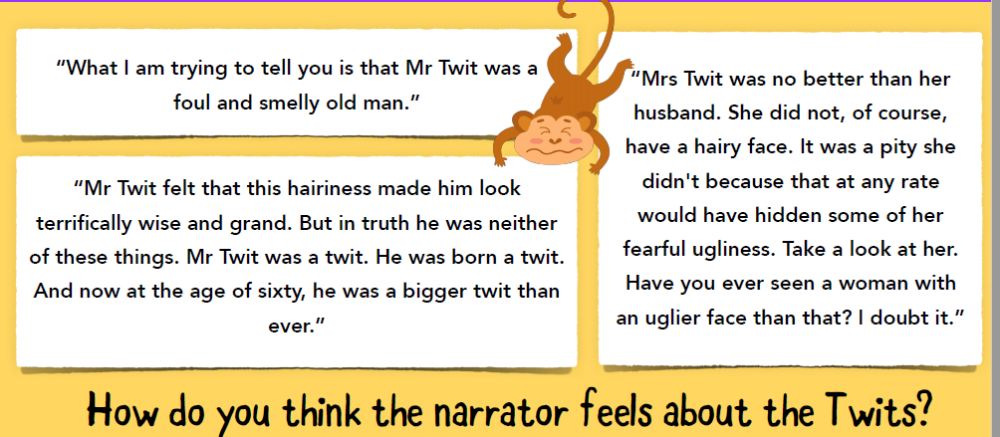 “What I am trying to tell you is that Mr Twit was a
foul and smelly old man.”
“Mr Twit felt that this hairiness made him look
terrifically wise and grand. But in truth he was neither
of these things. Mr Twit was a twit. He was born a twit.
And now at the age of sixty, he was a bigger twit than
ever.”
“Mrs Twit was no better than her
husband. She did not, of course,
have a hairy face. It was a pity she
didn't because that at any rate
would have hidden some of her
fearful ugliness. Take a look at her.
Have you ever seen a woman with
an uglier face than that? I doubt it.”
How do you think the narrator feels about the Twits?